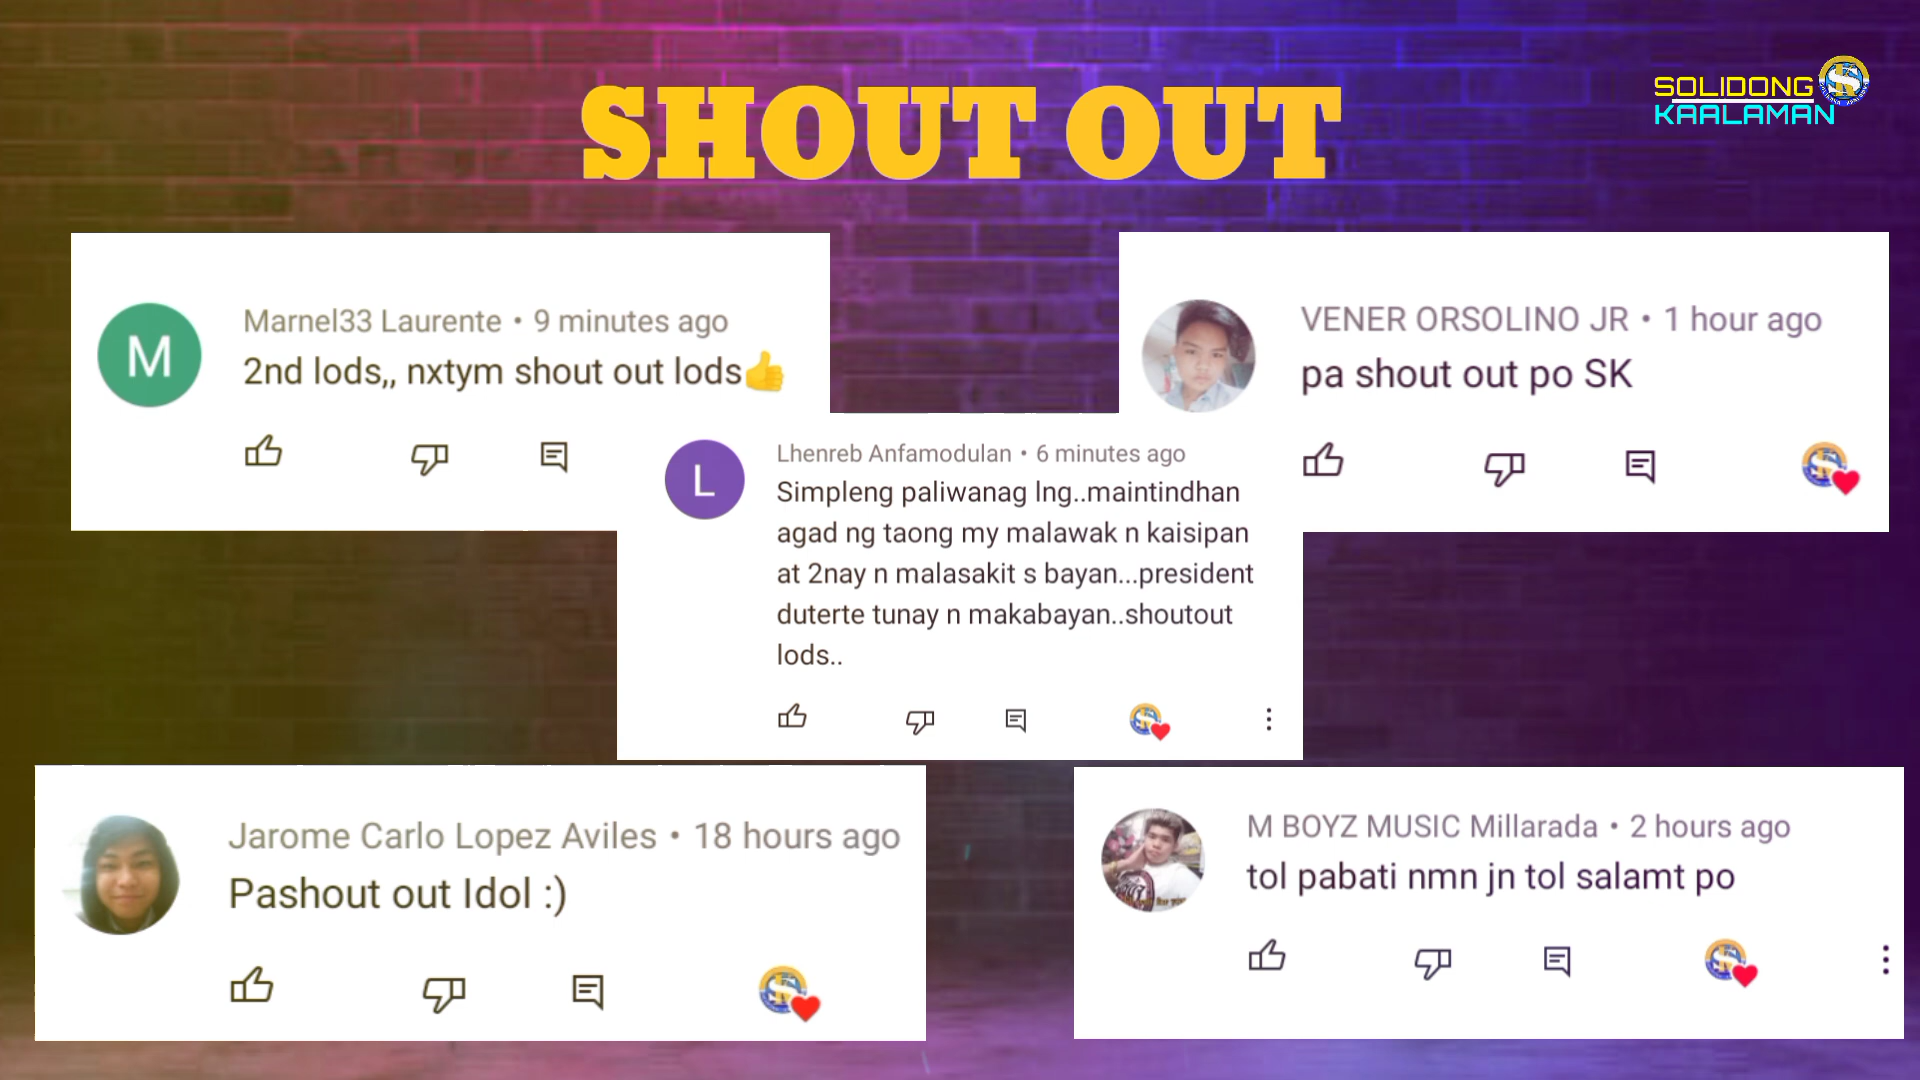 SHOUT OUT
SOLIDONG
KAALAMAN
M
Marnel33 Laurente • 9 minutes ago
2nd lods,, nxtym shout out lods👍
VENER ORSOLINO JR • 1 hour ago
pa shout out po SK
L
Lhenreb Anfamodulan • 6 minutes ago
Simpleng paliwanag lng..maintindhan
agad ng taong my malawak n kaisipan
at 2nay n malasakit s bayan...president
duterte tunay n makabayan..shoutout
lods..
Jarome Carlo Lopez Aviles • 18 hours ago
Pashout out Idol :)
M BOYZ MUSIC Millarada • 2 hours ago
tol pabati nmn jn tol salamt po